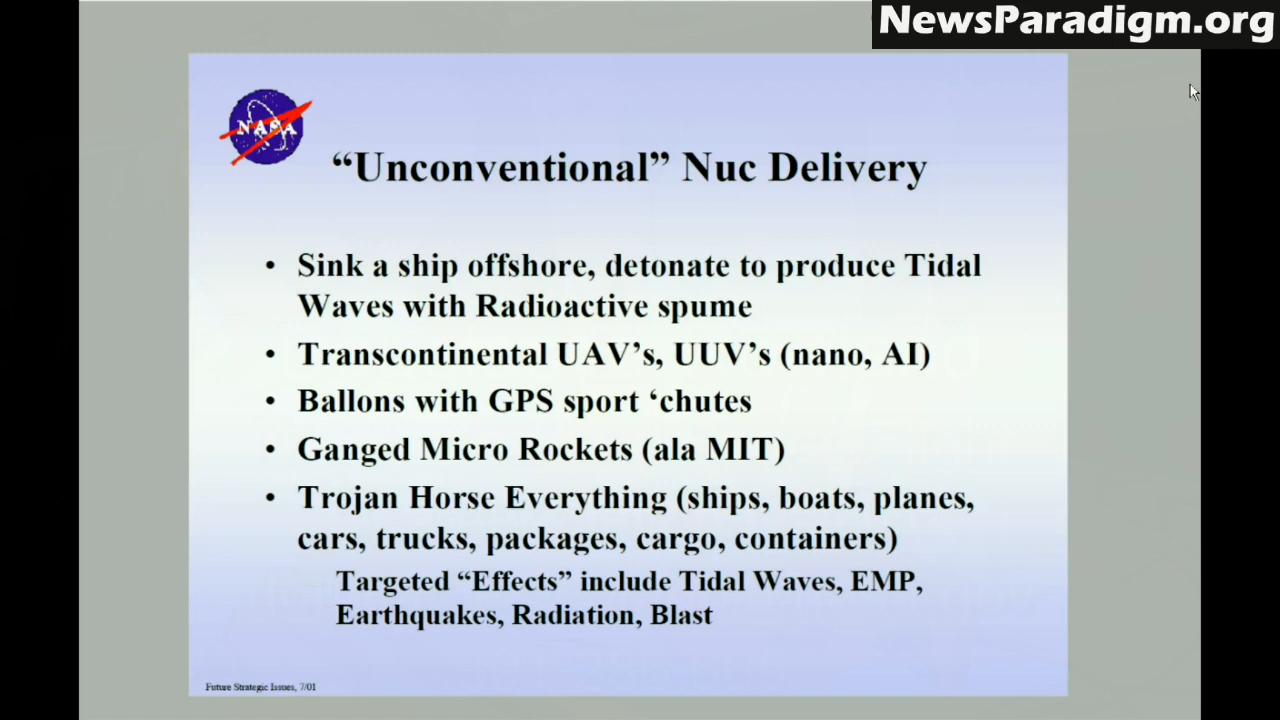 NewsParadigm.org
NASA
“Unconventional” Nuc Delivery
• Sink a ship offshore, detonate to produce Tidal
Waves with Radioactive spume
• Transcontinental UAV’s, UUV’s (nano, AI)
• Ballons with GPS sport ‘chutes
• Ganged Micro Rockets (ala MIT)
• Trojan Horse Everything (ships, boats, planes,
cars, trucks, packages, cargo, containers)
Targeted “Effects” include Tidal Waves, EMP,
Earthquakes, Radiation, Blast
Future Strategic Issues, 7/01